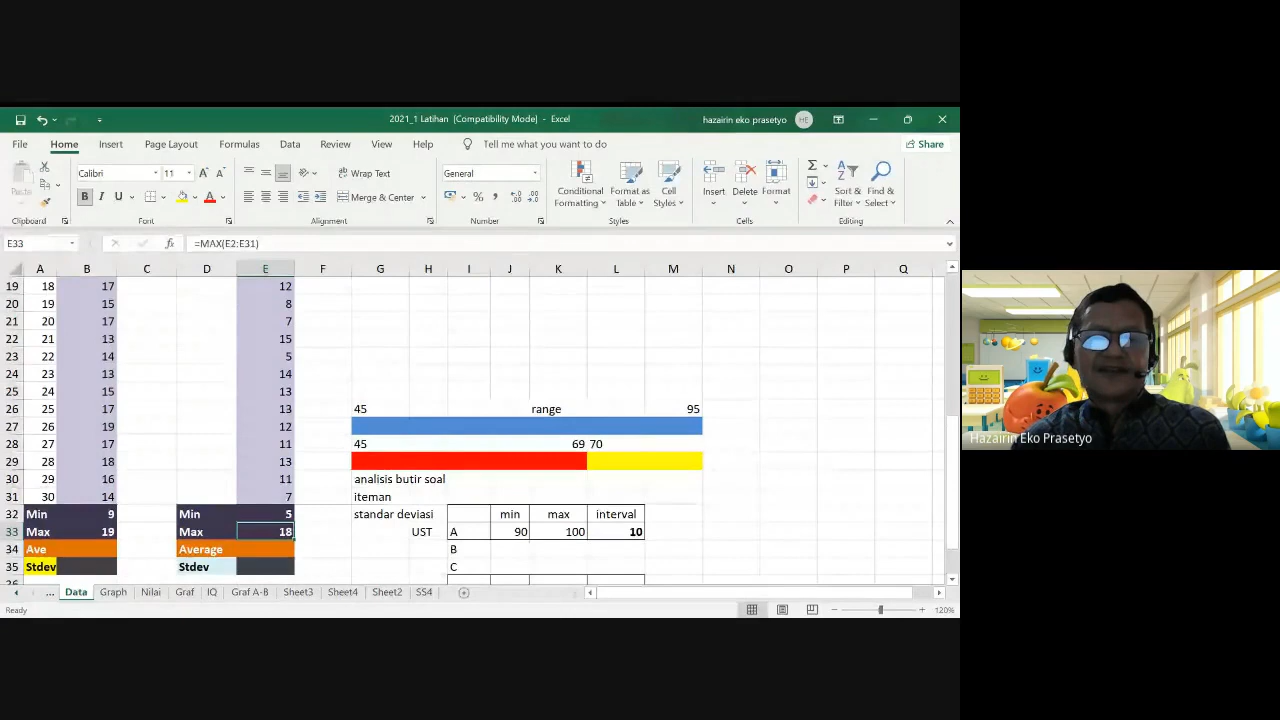 2021_1 Latihan [Compatibility Mode] - Excel
hazairin eko prasetyo HE
File Home Insert Page Layout Formulas Data Review View Help Tell me what you want to do Share
Calibri 11 Wrap Text General
Paste B I U Merge & Center Conditional Formatting Format as Table Cell Styles Insert Delete Format Sort & Filter Find & Select
Clipboard Font Alignment Number Styles Cells Editing
E33 fx =MAX(E2:E31)
A B C D E F G H I J K L M N O P Q
19 18 17 12
20 19 15 8
21 20 17 7
22 21 13 15
23 22 14 5
24 23 13 14
25 24 15 13
26 25 17 13 45 range 95
27 26 19 12
28 27 17 11 45 69 70
29 28 18 13
30 29 16 11 analisis butir soal
31 30 14 7 iteman
32 Min 9 Min 5 standar deviasi min max interval
33 Max 19 Max 18 UST A 90 100 10
34 Ave Average B
35 Stdev Stdev C
... Data Graph Nilai Graf IQ Graf A-B Sheet3 Sheet4 Sheet2 SS4
Ready 120%
Hazairin Eko Prasetyo